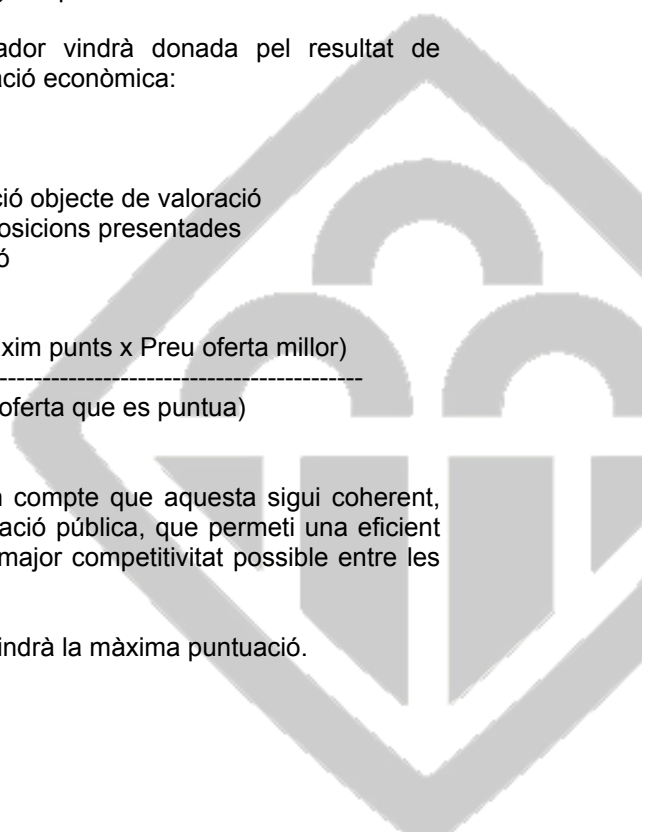 ador vindrà donada pel resultat de
ació econòmica:
ció objecte de valoració
osicions presentades
ó
xim punts x Preu oferta millor)
-------------------------------------------
oferta que es puntua)
compte que aquesta sigui coherent,
ació pública, que permeti una eficient
major competitivitat possible entre les
indrà la màxima puntuació.